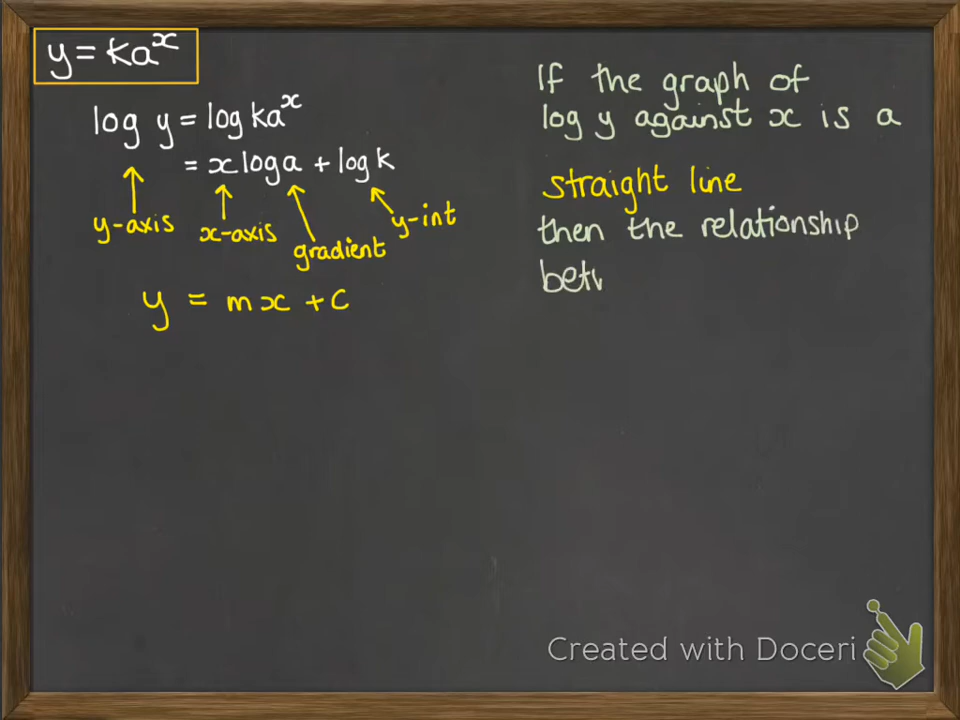 y = ka^x
log y = log ka^x
= x log a + log k
y-axis
x-axis
gradient
y-int
y = mx + c
If the graph of
log y against x is a
straight line
then the relationship
Created with Doceri